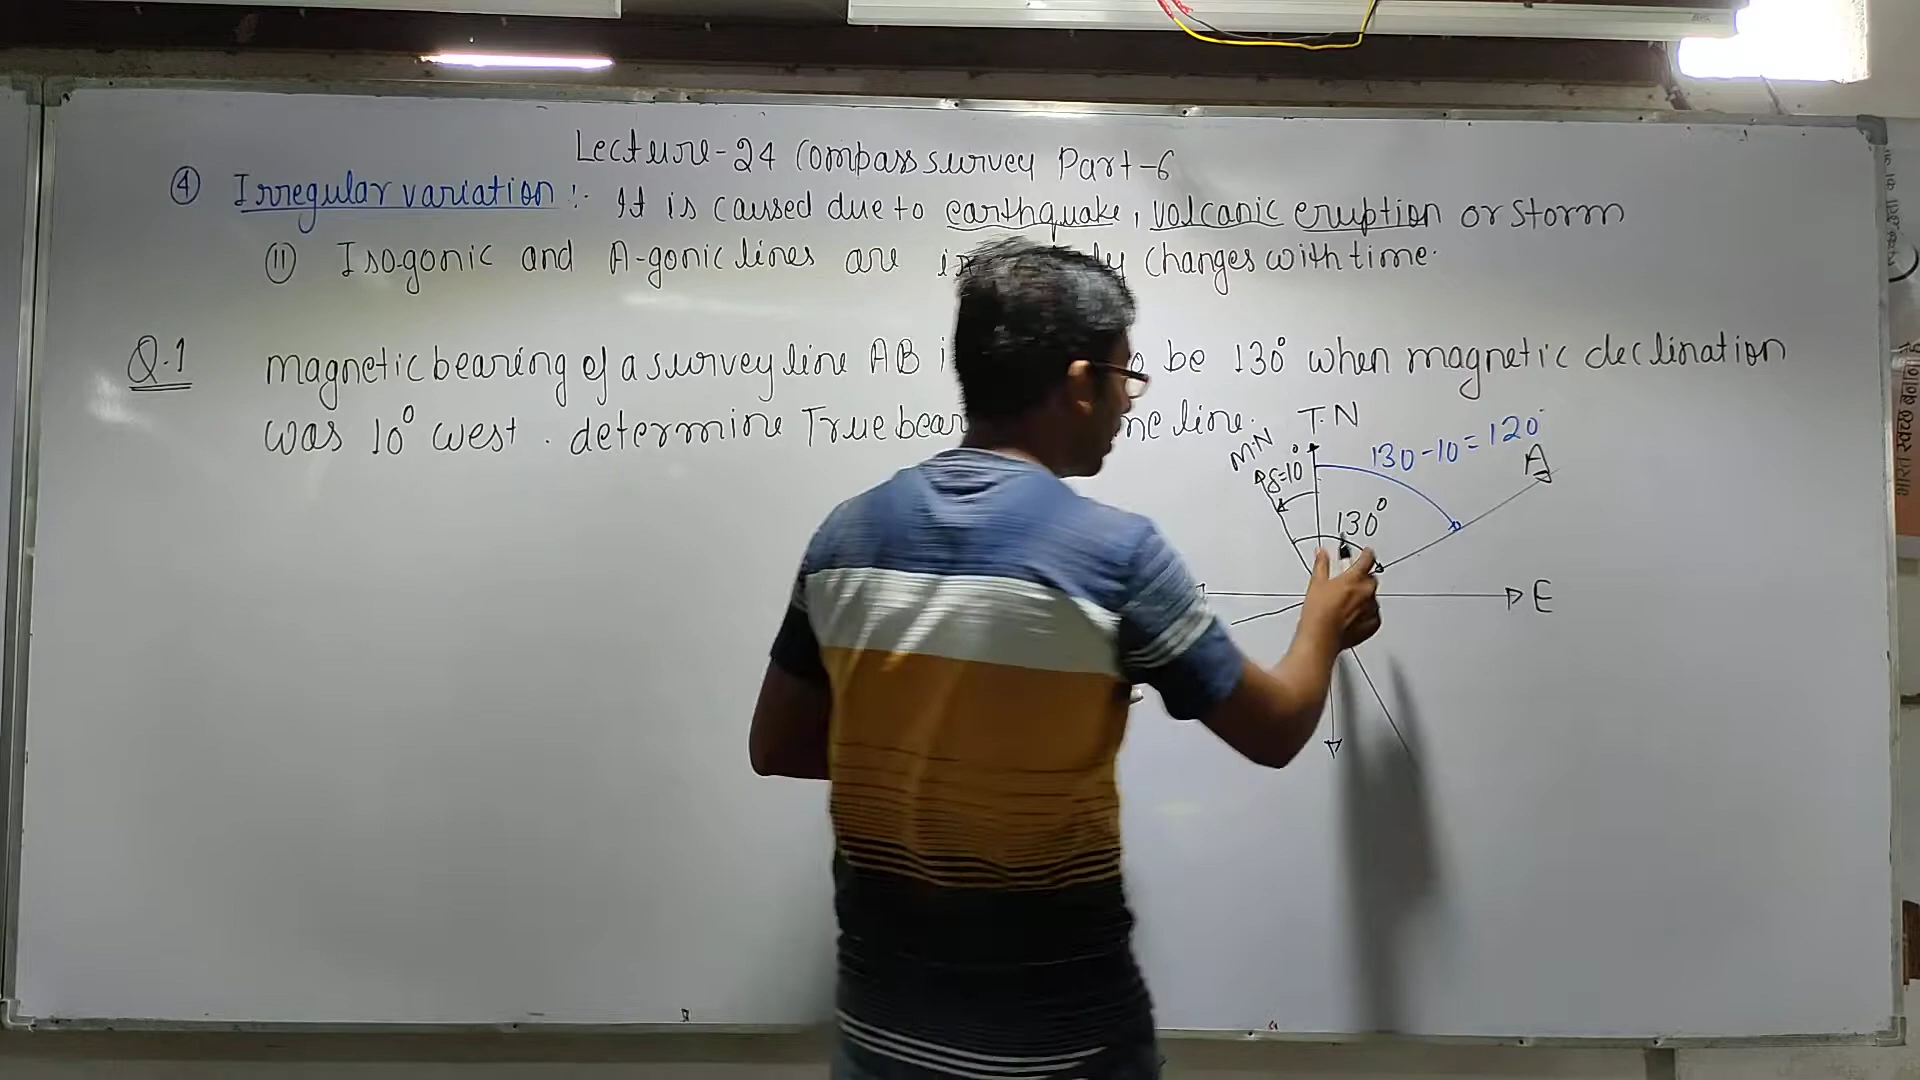 Lecture-24 Compass survey Part-6
④ Irregular variation :- It is caused due to earthquake, volcanic eruption or storm
(11) Isogonic and A-gonic lines are changes with time.
Q.1 magnetic bearing of a survey line AB be 130° when magnetic declination
was 10° west. determine True line.
T.N
M.N
δ=10°
130-10=120°
A
130°
E